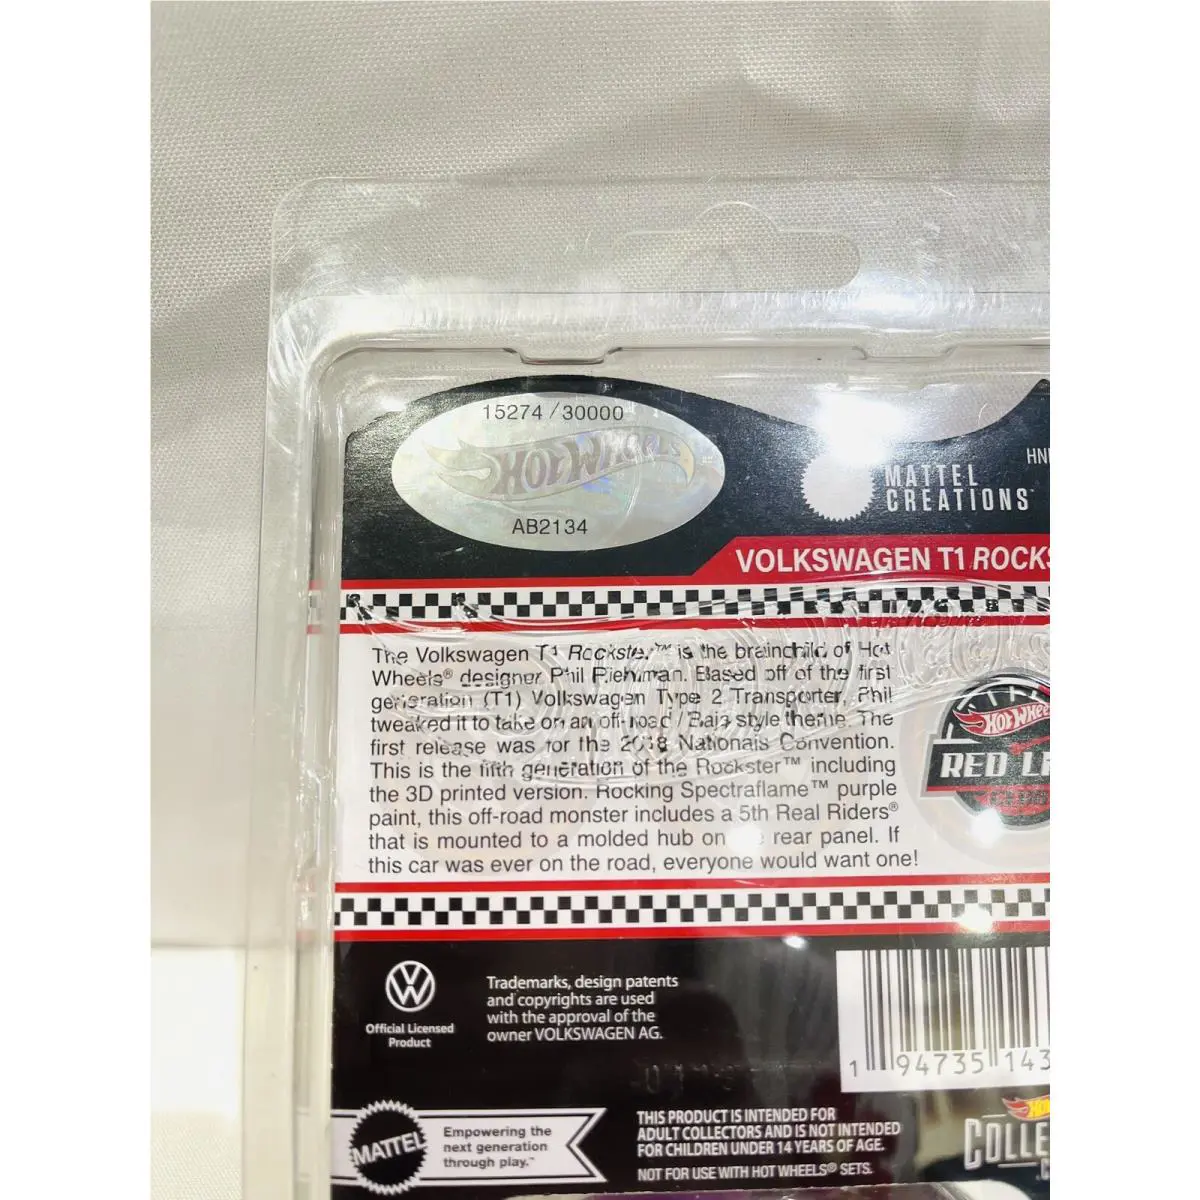 15274 / 30000
HOT WHEELS
AB2134
MATTEL
CREATIONS™
HN
VOLKSWAGEN T1 ROCKS
The Volkswagen T1 Rockster™ is the brainchild of Hot
Wheels® designer Phil Riehlman. Based off of the first
generation (T1) Volkswagen Type 2 Transporter, Phil
tweaked it to take on an off-road / Baja style theme. The
first release was for the 2018 Nationals Convention.
This is the fifth generation of the Rockster™ including
the 3D printed version. Rocking Spectraflame™ purple
paint, this off-road monster includes a 5th Real Riders®
that is mounted to a molded hub on rear panel. If
this car was ever on the road, everyone would want one!
HOT WHEE
RED L
VW
Official Licensed
Product
Trademarks, design patents
and copyrights are used
with the approval of the
owner VOLKSWAGEN AG.
1 94735 143
MATTEL
Empowering the
next generation
through play.™
THIS PRODUCT IS INTENDED FOR
ADULT COLLECTORS AND IS NOT INTENDED
FOR CHILDREN UNDER 14 YEARS OF AGE.
NOT FOR USE WITH HOT WHEELS® SETS.
HO
COLLE
C